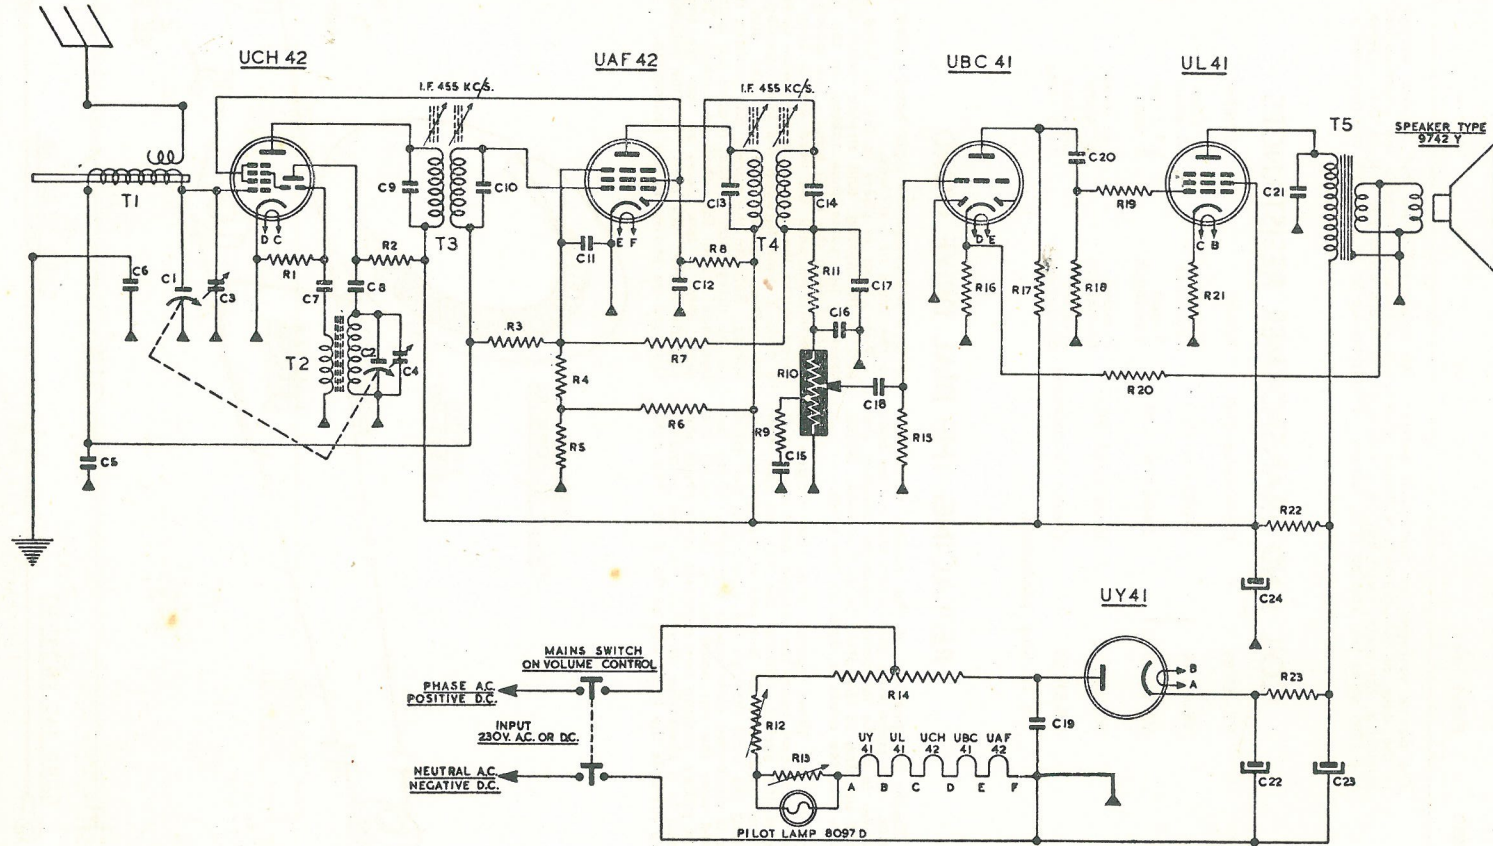 UCH 42
UAF 42
UBC 41
UL 41
T5
SPEAKER TYPE
9742 Y
I.F. 455 KC/S.
I.F. 455 KC/S.
T1
C9
C10
C13
C14
C20
R19
C21
D C
E F
D E
C B
T3
T4
R2
R8
C11
R1
C6
C1
C3
C7
C8
C12
R11
C17
R16
R17
R18
R21
C16
R3
R7
T2
C2
C4
R10
R4
C18
R20
R6
R9
R5
C15
R15
C5
R22
C24
UY41
B
A
MAINS SWITCH
ON VOLUME CONTROL
PHASE A.C.
POSITIVE D.C.
R14
R23
INPUT
230V. A.C. OR D.C.
R12
C19
UY 41
UL 41
UCH 42
UBC 41
UAF 42
R13
NEUTRAL A.C.
NEGATIVE D.C.
A B C D E F
C22
C23
PILOT LAMP 8097 D